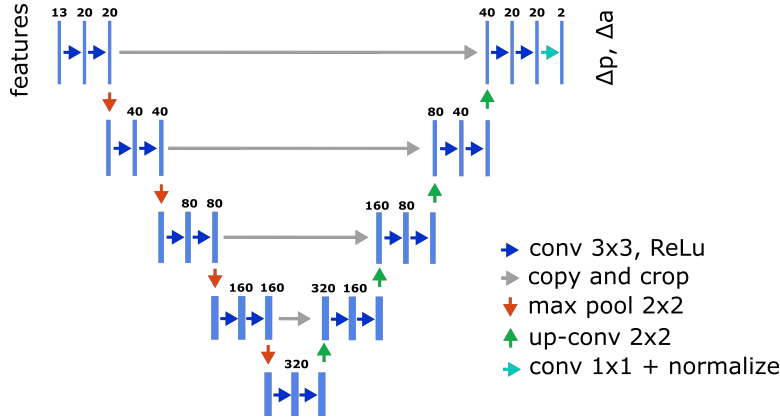 13 20 20 40 20 20 2
features
Δp, Δa
40 40 80 40
80 80 160 80
160 160 320 160
320
conv 3x3, ReLu
copy and crop
max pool 2x2
up-conv 2x2
conv 1x1 + normalize